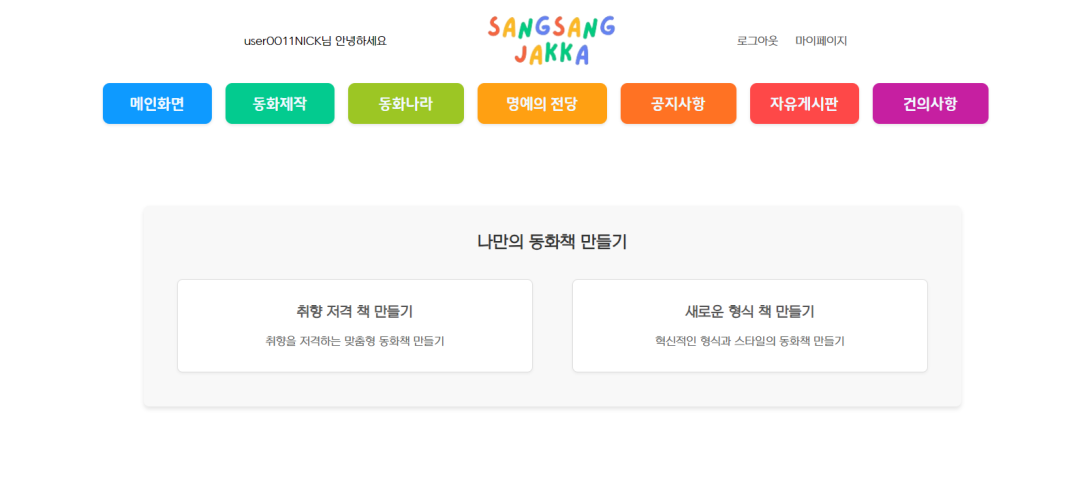 user0011NICK님 안녕하세요
SANGSANG
JAKKA
로그아웃 마이페이지
메인화면 동화제작 동화나라 명예의 전당 공지사항 자유게시판 건의사항
나만의 동화책 만들기
취향 저격 책 만들기
취향을 저격하는 맞춤형 동화책 만들기
새로운 형식 책 만들기
혁신적인 형식과 스타일의 동화책 만들기